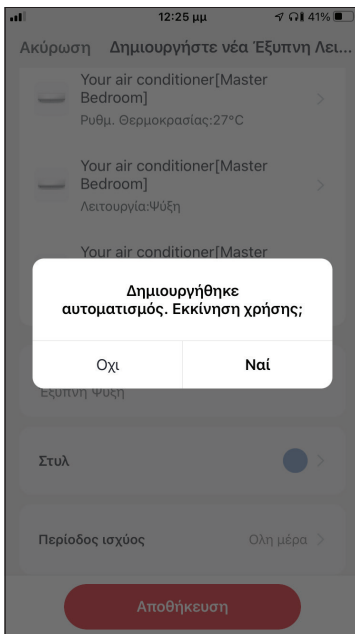 12:25 μμ
41%
Ακύρωση Δημιουργήστε νέα Έξυπνη Λει...
Your air conditioner[Master
Bedroom]
Ρυθμ. Θερμοκρασίας:27°C
Your air conditioner[Master
Bedroom]
Λειτουργία:Ψύξη
Your air conditioner[Master
Δημιουργήθηκε
αυτοματισμός. Εκκίνηση χρήσης;
Οχι Ναί
Έξυπνη Ψύξη
Στυλ
Περίοδος ισχύος Ολη μέρα
Αποθήκευση